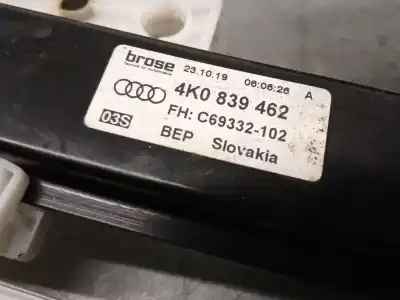 brose 23.10.19 06:06:26 A
4K0 839 462
FH: C69332-102
03S BEP Slovakia